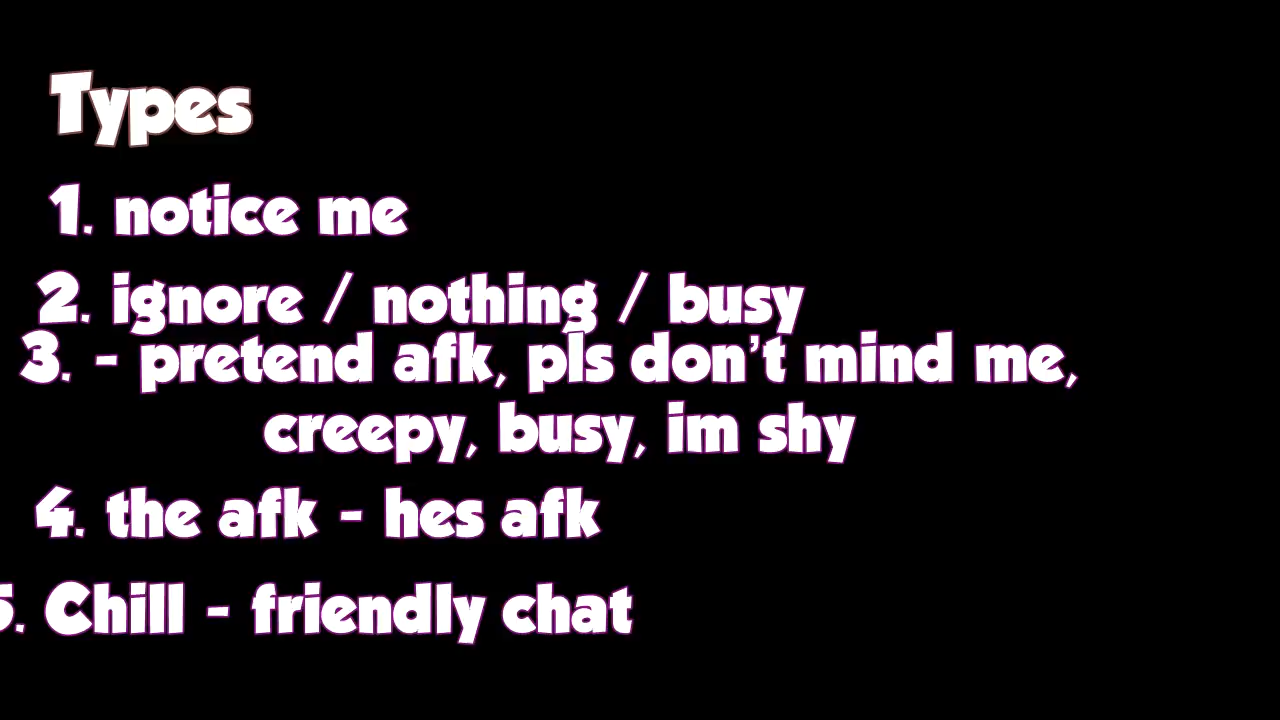 Types
1. notice me
2. ignore / nothing / busy
3. - pretend afk, pls don't mind me,
creepy, busy, im shy
4. the afk - hes afk
5. Chill - friendly chat